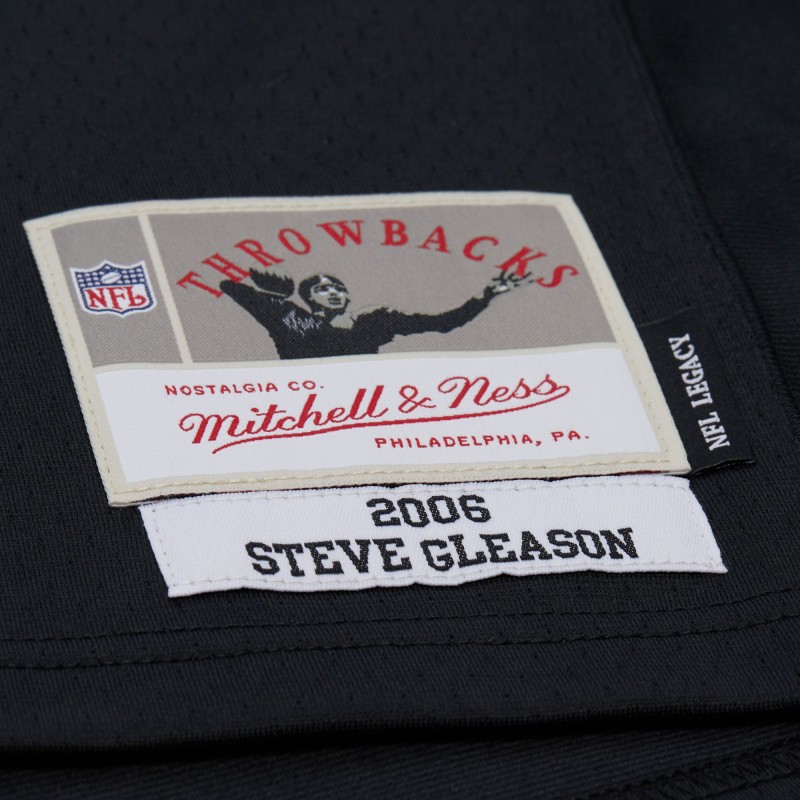 THROWBACKS
NFL
NOSTALGIA CO.
Mitchell & Ness
PHILADELPHIA, PA.
NFL LEGACY
2006
STEVE GLEASON